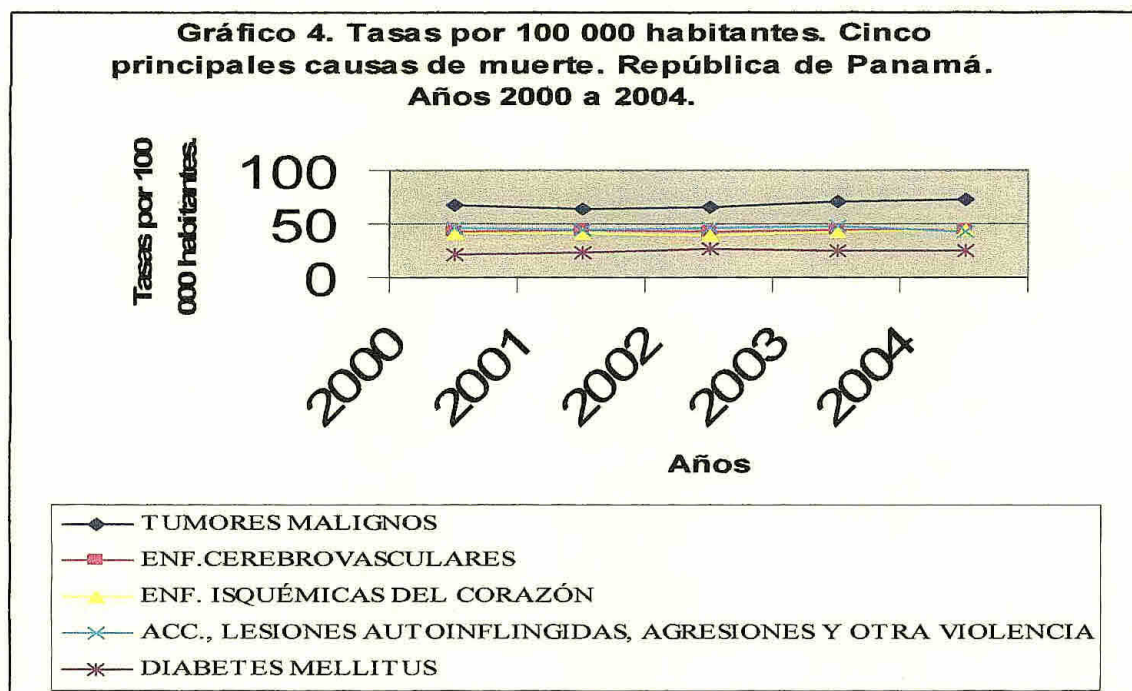 Gráfico 4. Tasas por 100 000 habitantes. Cinco
principales causas de muerte. República de Panamá.
Años 2000 a 2004.
Tasas por 100
000 habitantes.
100
50
0
2000
2001
2002
2003
2004
Años
TUMORES MALIGNOS
ENF.CEREBROVASCULARES
ENF. ISQUÉMICAS DEL CORAZÓN
ACC., LESIONES AUTOINFLINGIDAS, AGRESIONES Y OTRA VIOLENCIA
DIABETES MELLITUS